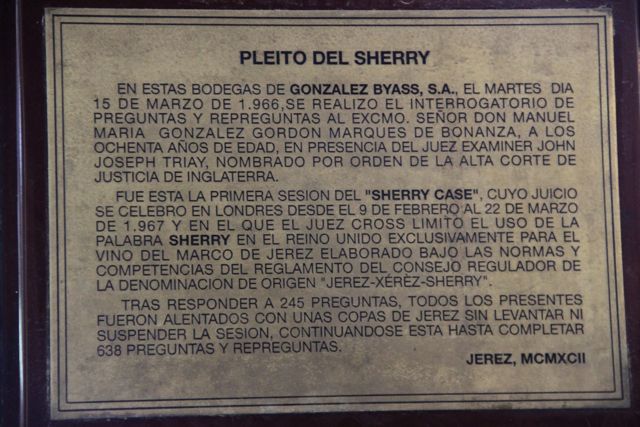 PLEITO DEL SHERRY
EN ESTAS BODEGAS DE GONZALEZ BYASS, S.A., EL MARTES DIA
15 DE MARZO DE 1.966,SE REALIZO EL INTERROGATORIO DE
PREGUNTAS Y REPREGUNTAS AL EXCMO. SEÑOR DON MANUEL
MARIA GONZALEZ GORDON MARQUES DE BONANZA, A LOS
OCHENTA AÑOS DE EDAD, EN PRESENCIA DEL JUEZ EXAMINER JOHN
JOSEPH TRIAY, NOMBRADO POR ORDEN DE LA ALTA CORTE DE
JUSTICIA DE INGLATERRA.
FUE ESTA LA PRIMERA SESION DEL "SHERRY CASE", CUYO JUICIO
SE CELEBRO EN LONDRES DESDE EL 9 DE FEBRERO AL 22 DE MARZO
DE 1.967 Y EN EL QUE EL JUEZ CROSS LIMITÓ EL USO DE LA
PALABRA SHERRY EN EL REINO UNIDO EXCLUSIVAMENTE PARA EL
VINO DEL MARCO DE JEREZ ELABORADO BAJO LAS NORMAS Y
COMPETENCIAS DEL REGLAMENTO DEL CONSEJO REGULADOR DE
LA DENOMINACION DE ORIGEN "JEREZ-XÉRÈZ-SHERRY".
TRAS RESPONDER A 245 PREGUNTAS, TODOS LOS PRESENTES
FUERON ALENTADOS CON UNAS COPAS DE JEREZ SIN LEVANTAR NI
SUSPENDER LA SESION, CONTINUANDOSE ESTA HASTA COMPLETAR
638 PREGUNTAS Y REPREGUNTAS.
JEREZ, MCMXCII